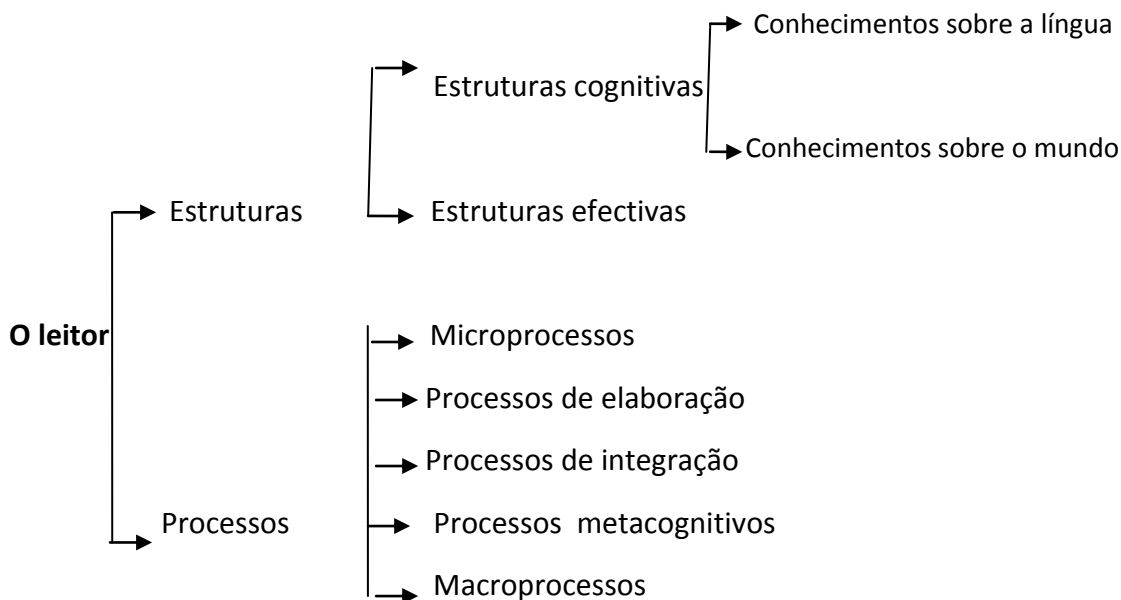 Conhecimentos sobre a língua
Estruturas cognitivas
Conhecimentos sobre o mundo
Estruturas
Estruturas efectivas
O leitor
Microprocessos
Processos de elaboração
Processos de integração
Processos
Processos metacognitivos
Macroprocessos